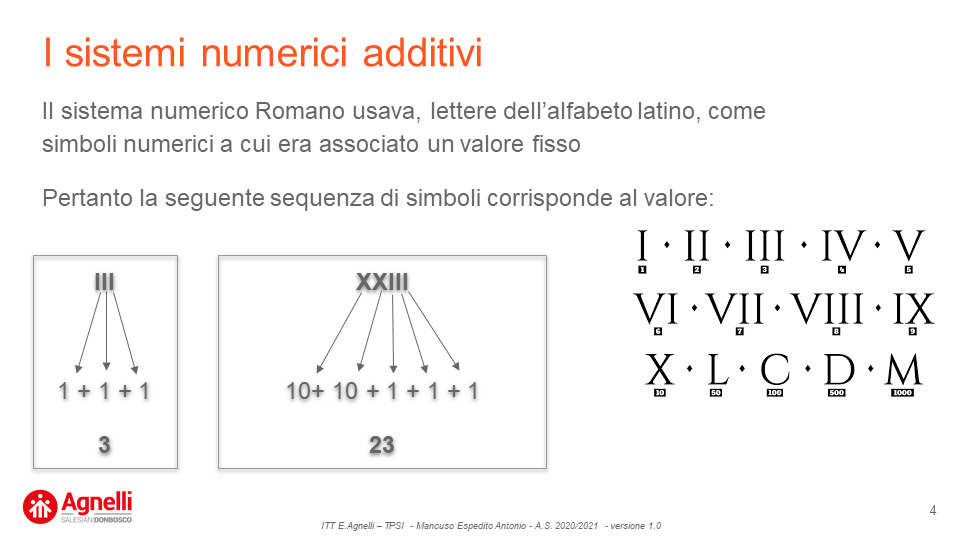 I sistemi numerici additivi
Il sistema numerico Romano usava, lettere dell’alfabeto latino, come
simboli numerici a cui era associato un valore fisso
Pertanto la seguente sequenza di simboli corrisponde al valore:
III
1 + 1 + 1
3
XXIII
10+ 10 + 1 + 1 + 1
23
I · II · III · IV · V
1 2 3 4 5
VI · VII · VIII · IX
6 7 8 9
X · L · C · D · M
10 50 100 500 1000
Agnelli
SALESIANI DONBOSCO
ITT E.Agnelli – TPSI - Mancuso Espedito Antonio - A.S. 2020/2021 - versione 1.0
4